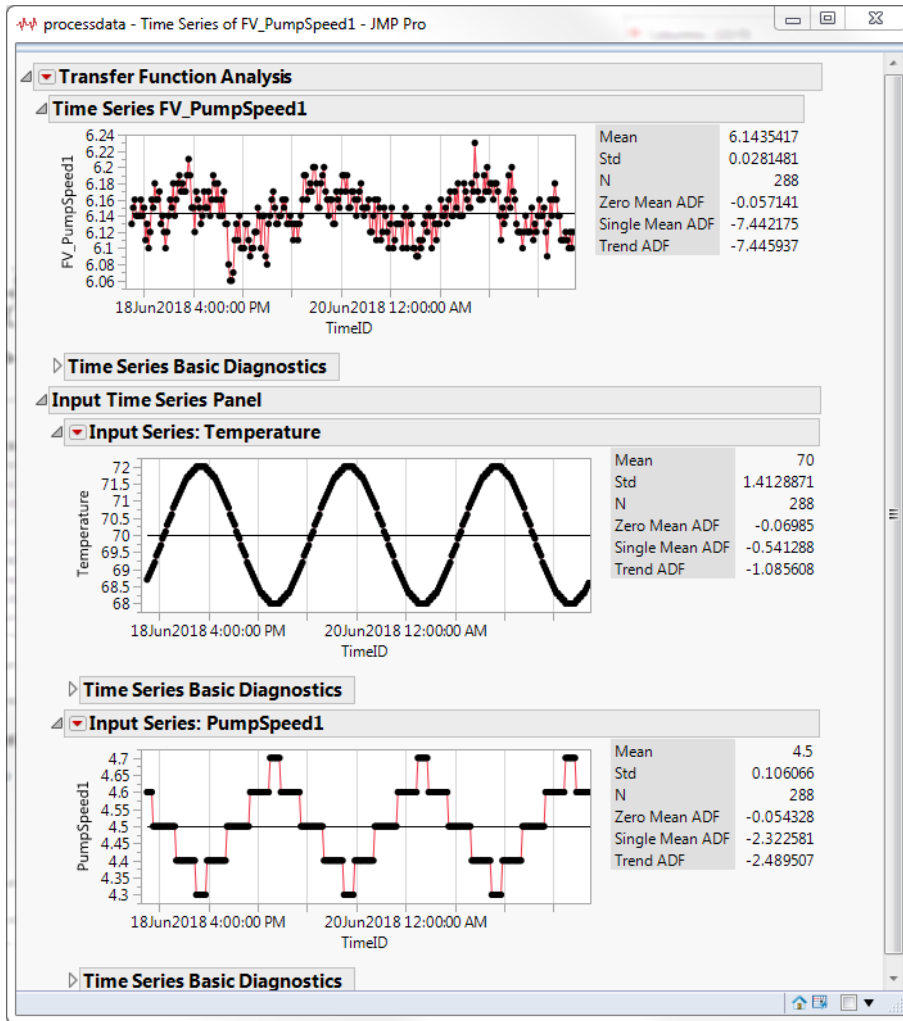 processdata - Time Series of FV_PumpSpeed1 - JMP Pro
Transfer Function Analysis
Time Series FV_PumpSpeed1
6.24
6.22
6.2
6.18
6.16
6.14
6.12
6.1
6.08
6.06
FV_PumpSpeed1
18Jun2018 4:00:00 PM 20Jun2018 12:00:00 AM
TimeID
Mean 6.1435417
Std 0.0281481
N 288
Zero Mean ADF -0.057141
Single Mean ADF -7.442175
Trend ADF -7.445937
Time Series Basic Diagnostics
Input Time Series Panel
Input Series: Temperature
72
71.5
71
70.5
70
69.5
69
68.5
68
Temperature
18Jun2018 4:00:00 PM 20Jun2018 12:00:00 AM
TimeID
Mean 70
Std 1.4128871
N 288
Zero Mean ADF -0.06985
Single Mean ADF -0.541288
Trend ADF -1.085608
Time Series Basic Diagnostics
Input Series: PumpSpeed1
4.7
4.65
4.6
4.55
4.5
4.45
4.4
4.35
4.3
PumpSpeed1
18Jun2018 4:00:00 PM 20Jun2018 12:00:00 AM
TimeID
Mean 4.5
Std 0.106066
N 288
Zero Mean ADF -0.054328
Single Mean ADF -2.322581
Trend ADF -2.489507
Time Series Basic Diagnostics